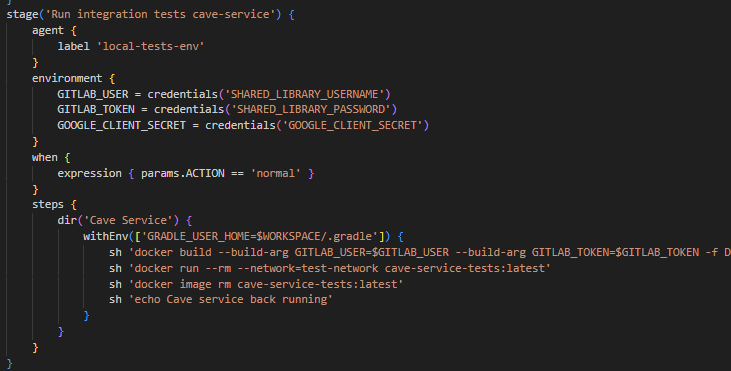 stage('Run integration tests cave-service') {
    agent {
        label 'local-tests-env'
    }
    environment {
        GITLAB_USER = credentials('SHARED_LIBRARY_USERNAME')
        GITLAB_TOKEN = credentials('SHARED_LIBRARY_PASSWORD')
        GOOGLE_CLIENT_SECRET = credentials('GOOGLE_CLIENT_SECRET')
    }
    when {
        expression { params.ACTION == 'normal' }
    }
    steps {
        dir('Cave Service') {
            withEnv(['GRADLE_USER_HOME=$WORKSPACE/.gradle']) {
                sh 'docker build --build-arg GITLAB_USER=$GITLAB_USER --build-arg GITLAB_TOKEN=$GITLAB_TOKEN -f D
                sh 'docker run --rm --network=test-network cave-service-tests:latest'
                sh 'docker image rm cave-service-tests:latest'
                sh 'echo Cave service back running'
            }
        }
    }
}